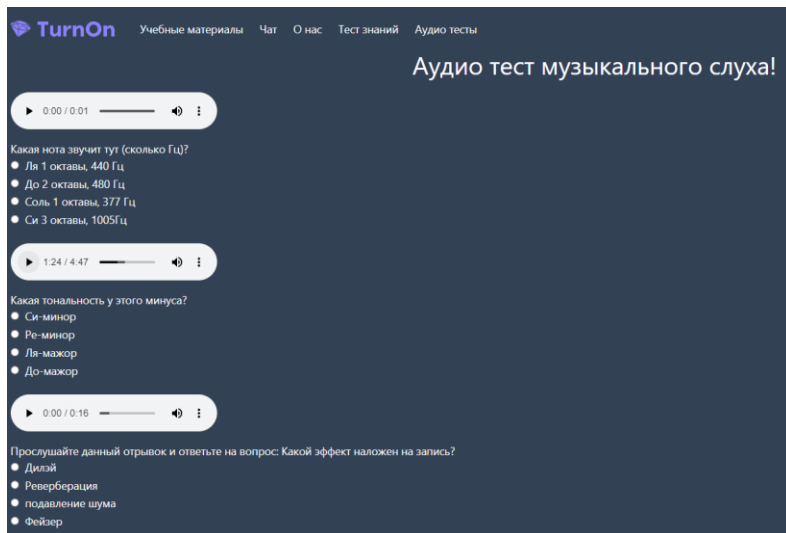 TurnOn Учебные материалы Чат О нас Тест знаний Аудио тесты
Аудио тест музыкального слуха!
0:00 / 0:01
Какая нота звучит тут (сколько Гц)?
Ля 1 октавы, 440 Гц
До 2 октавы, 480 Гц
Соль 1 октавы, 377 Гц
Си 3 октавы, 1005Гц
1:24 / 4:47
Какая тональность у этого минуса?
Си-минор
Ре-минор
Ля-мажор
До-мажор
0:00 / 0:16
Прослушайте данный отрывок и ответьте на вопрос: Какой эффект наложен на запись?
Дилэй
Реверберация
подавление шума
Фейзер